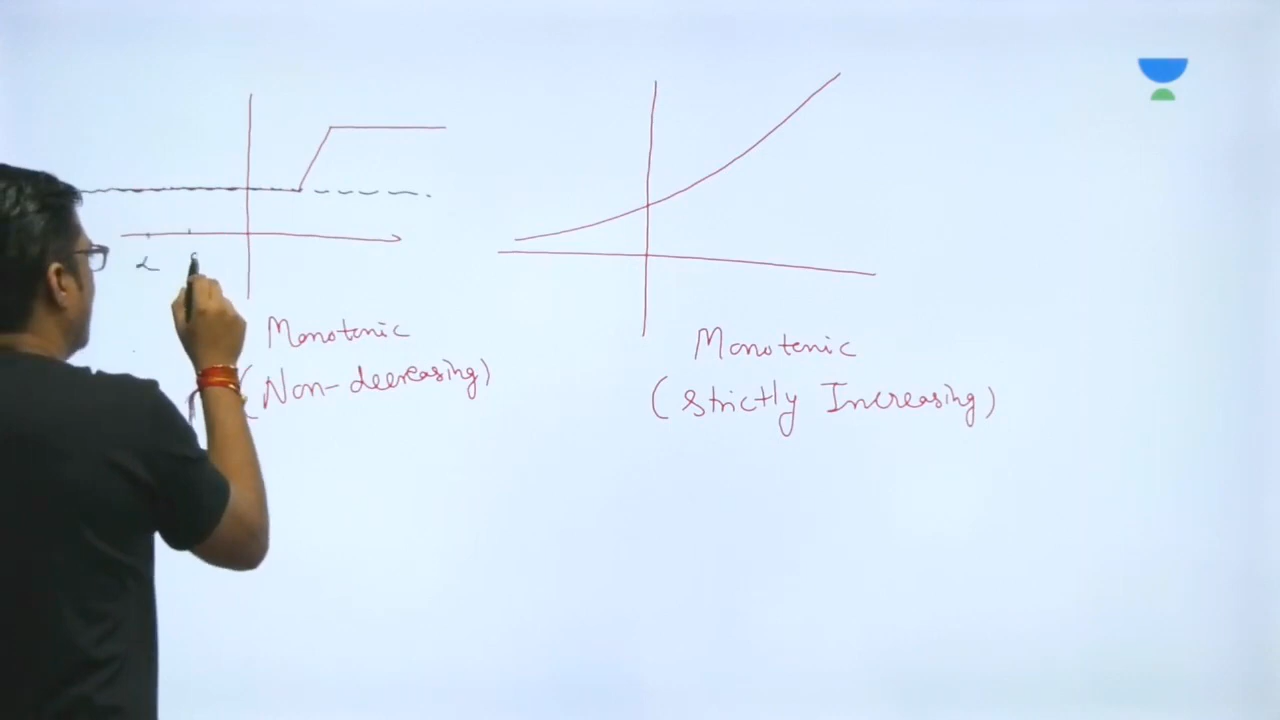 α
Monotonic
(Non-decreasing)
Monotonic
(Strictly Increasing)